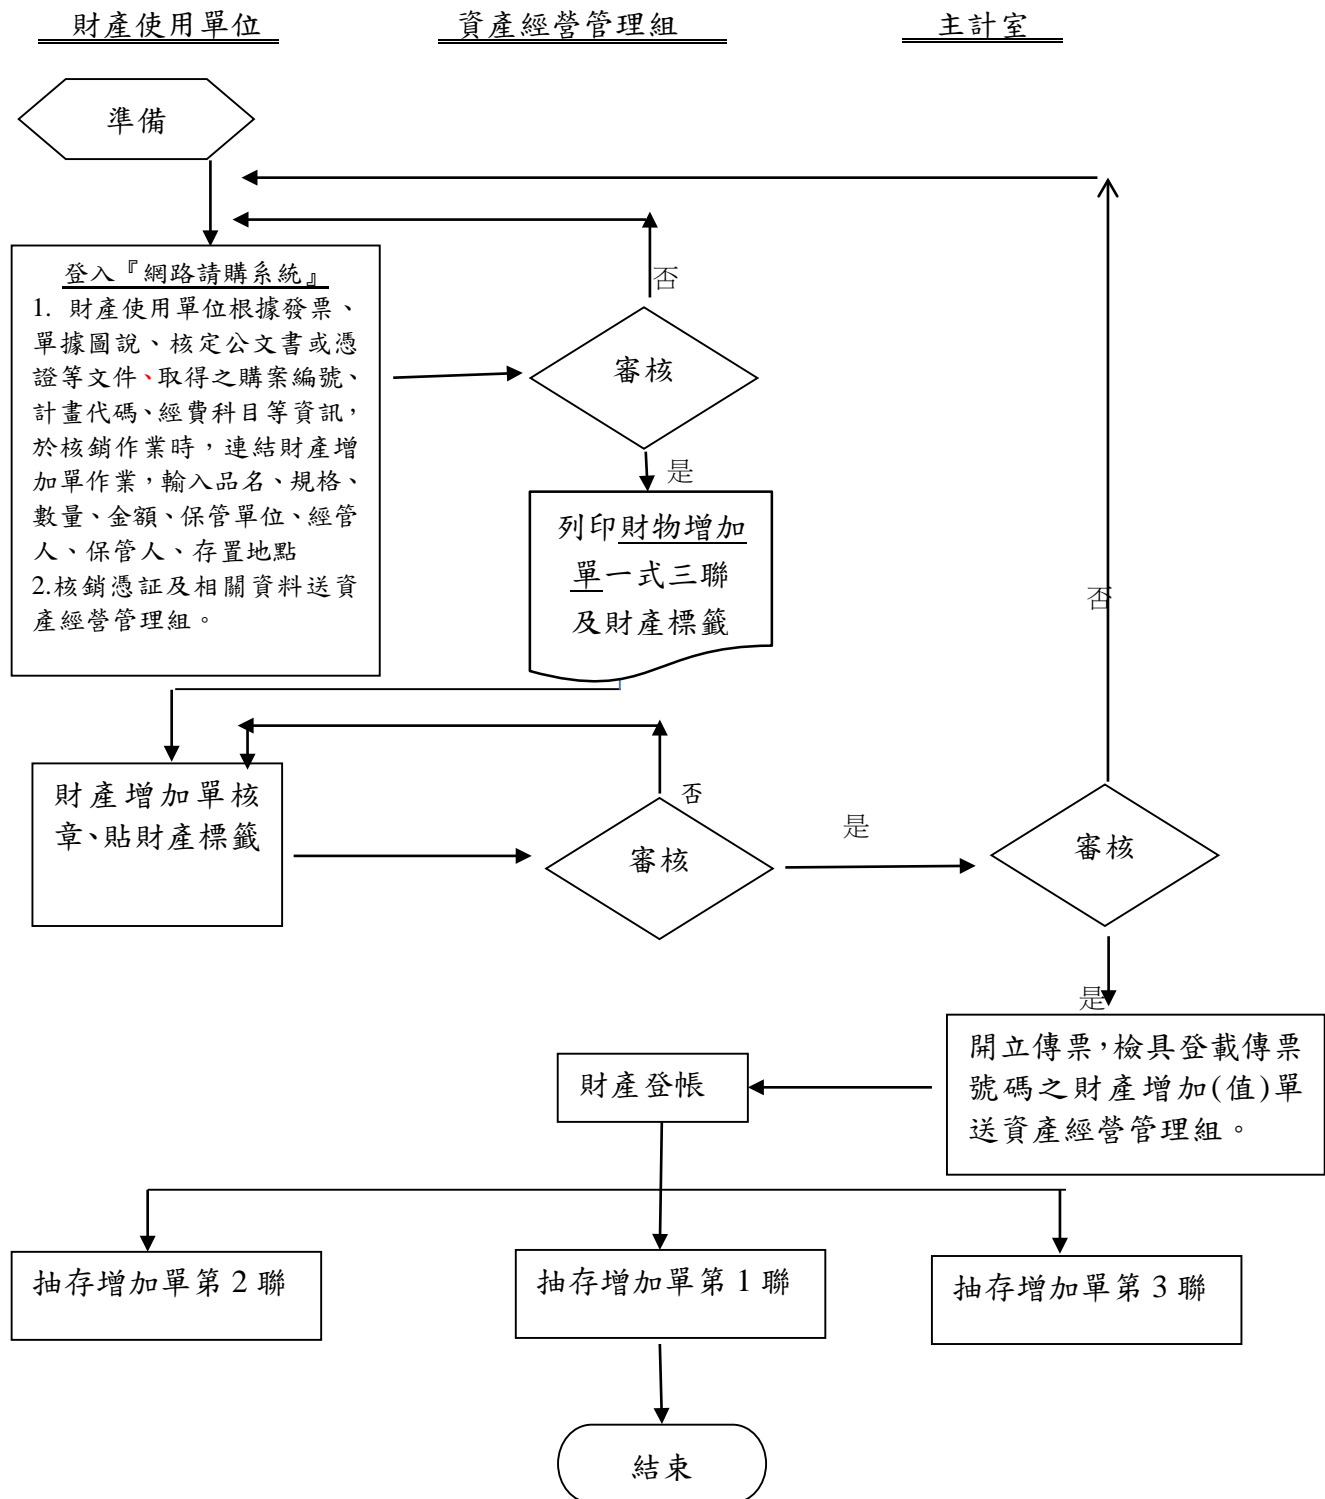 財產使用單位 資產經營管理組 主計室
準備
登入『網路請購系統』
1. 財產使用單位根據發票、
單據圖說、核定公文書或憑
證等文件、取得之購案編號、
計畫代碼、經費科目等資訊，
於核銷作業時，連結財產增
加單作業，輸入品名、規格、
數量、金額、保管單位、經管
人、保管人、存置地點
2.核銷憑証及相關資料送資
產經營管理組。
否
審核
是
列印財物增加
單一式三聯
及財產標籤
否
財產增加單核
章、貼財產標籤
否
審核
是
審核
是
開立傳票，檢具登載傳票
號碼之財產增加(值)單
送資產經營管理組。
財產登帳
抽存增加單第 2 聯
抽存增加單第 1 聯
抽存增加單第 3 聯
結束